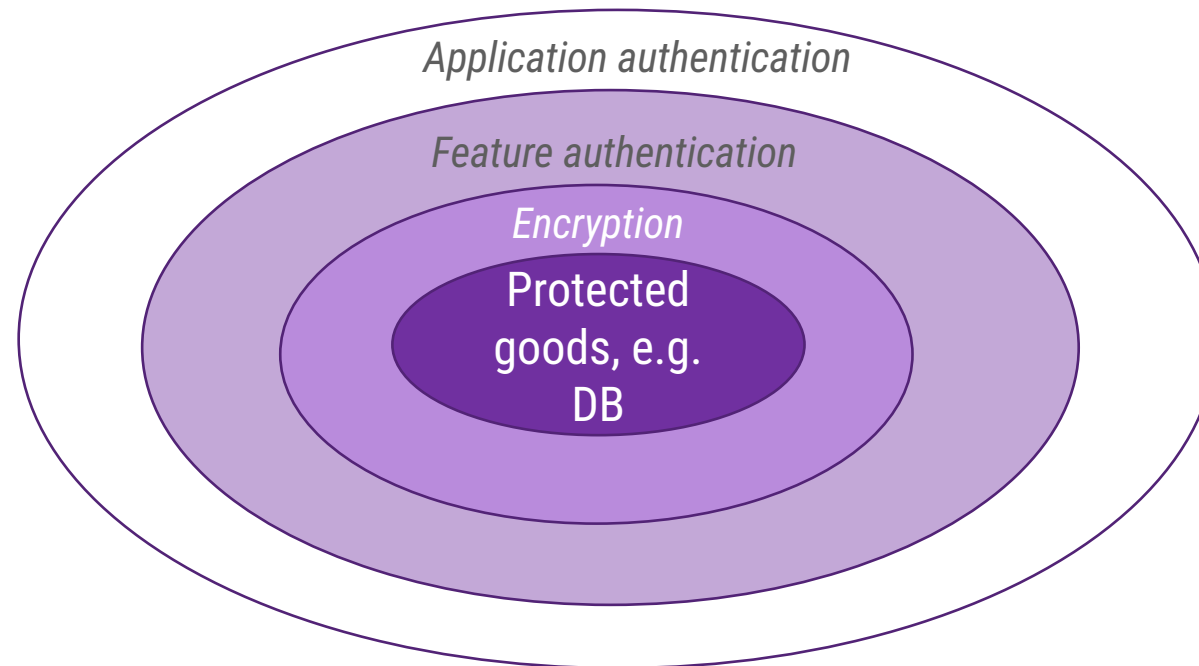 Application authentication
Feature authentication
Encryption
Protected
goods, e.g.
DB